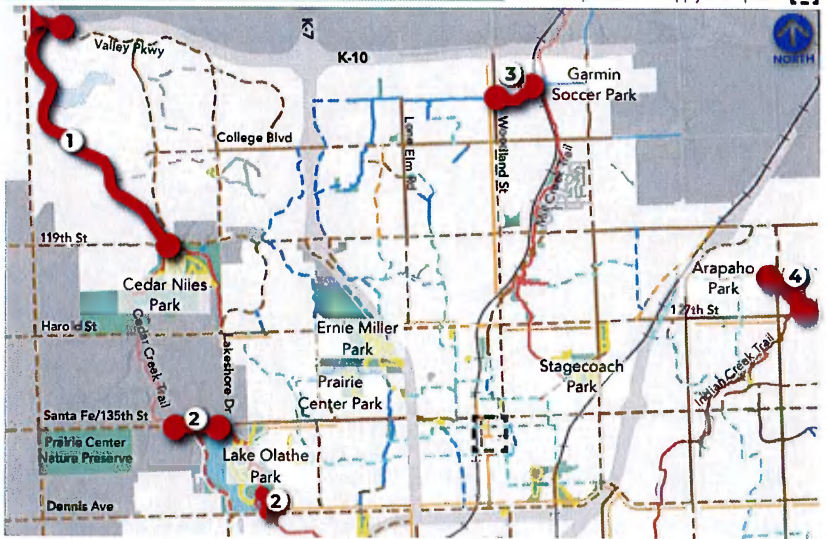 K-7
Valley Pkwy
K-10
NORTH
3
Garmin
Soccer Park
1
College Blvd
Lone Elm Rd
Woodland St
Mill Creek Trail
119th St
Cedar Niles
Park
Arapaho
Park
4
127th St
Harold St
Cedar Creek Trail
Lakeshore Dr
Ernie Miller
Park
Prairie
Center Park
Stagecoach
Park
Indian Creek Trail
Santa Fe/135th St
2
Prairie Center
Nature Preserve
Lake Olathe
Park
2
Dennis Ave